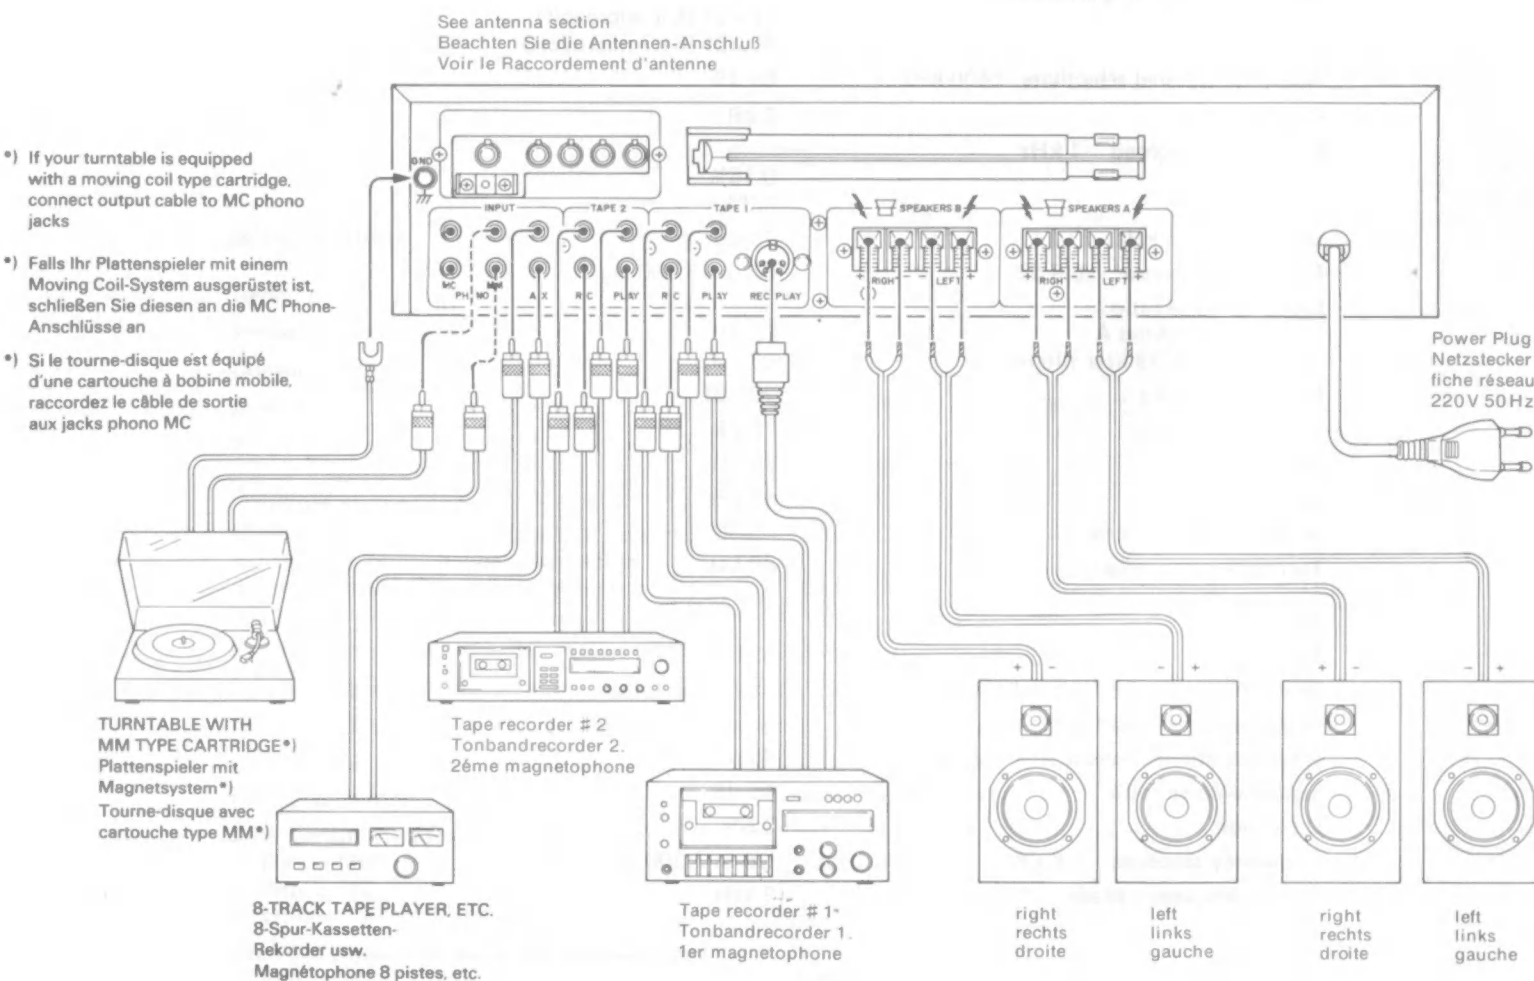 See antenna section
Beachten Sie die Antennen-Anschluß
Voir le Raccordement d'antenne
*) If your turntable is equipped
with a moving coil type cartridge,
connect output cable to MC phono
jacks
*) Falls Ihr Plattenspieler mit einem
Moving Coil-System ausgerüstet ist,
schließen Sie diesen an die MC Phone-
Anschlüsse an
*) Si le tourne-disque est équipé
d'une cartouche à bobine mobile,
raccordez le câble de sortie
aux jacks phono MC
GND
INPUT TAPE 2 TAPE 1
SPEAKERS B SPEAKERS A
MC PHONO MM AUX REC PLAY REC PLAY REC/PLAY
+ RIGHT - - LEFT + + RIGHT - - LEFT +
Power Plug
Netzstecker
fiche réseau
220V 50Hz
TURNTABLE WITH
MM TYPE CARTRIDGE*)
Plattenspieler mit
Magnetsystem*)
Tourne-disque avec
cartouche type MM*)
8-TRACK TAPE PLAYER, ETC.
8-Spur-Kassetten-
Rekorder usw.
Magnétophone 8 pistes, etc.
Tape recorder # 2
Tonbandrecorder 2.
2éme magnetophone
Tape recorder # 1
Tonbandrecorder 1.
1er magnetophone
+ - - + + - - +
right
rechts
droite
left
links
gauche
right
rechts
droite
left
links
gauche